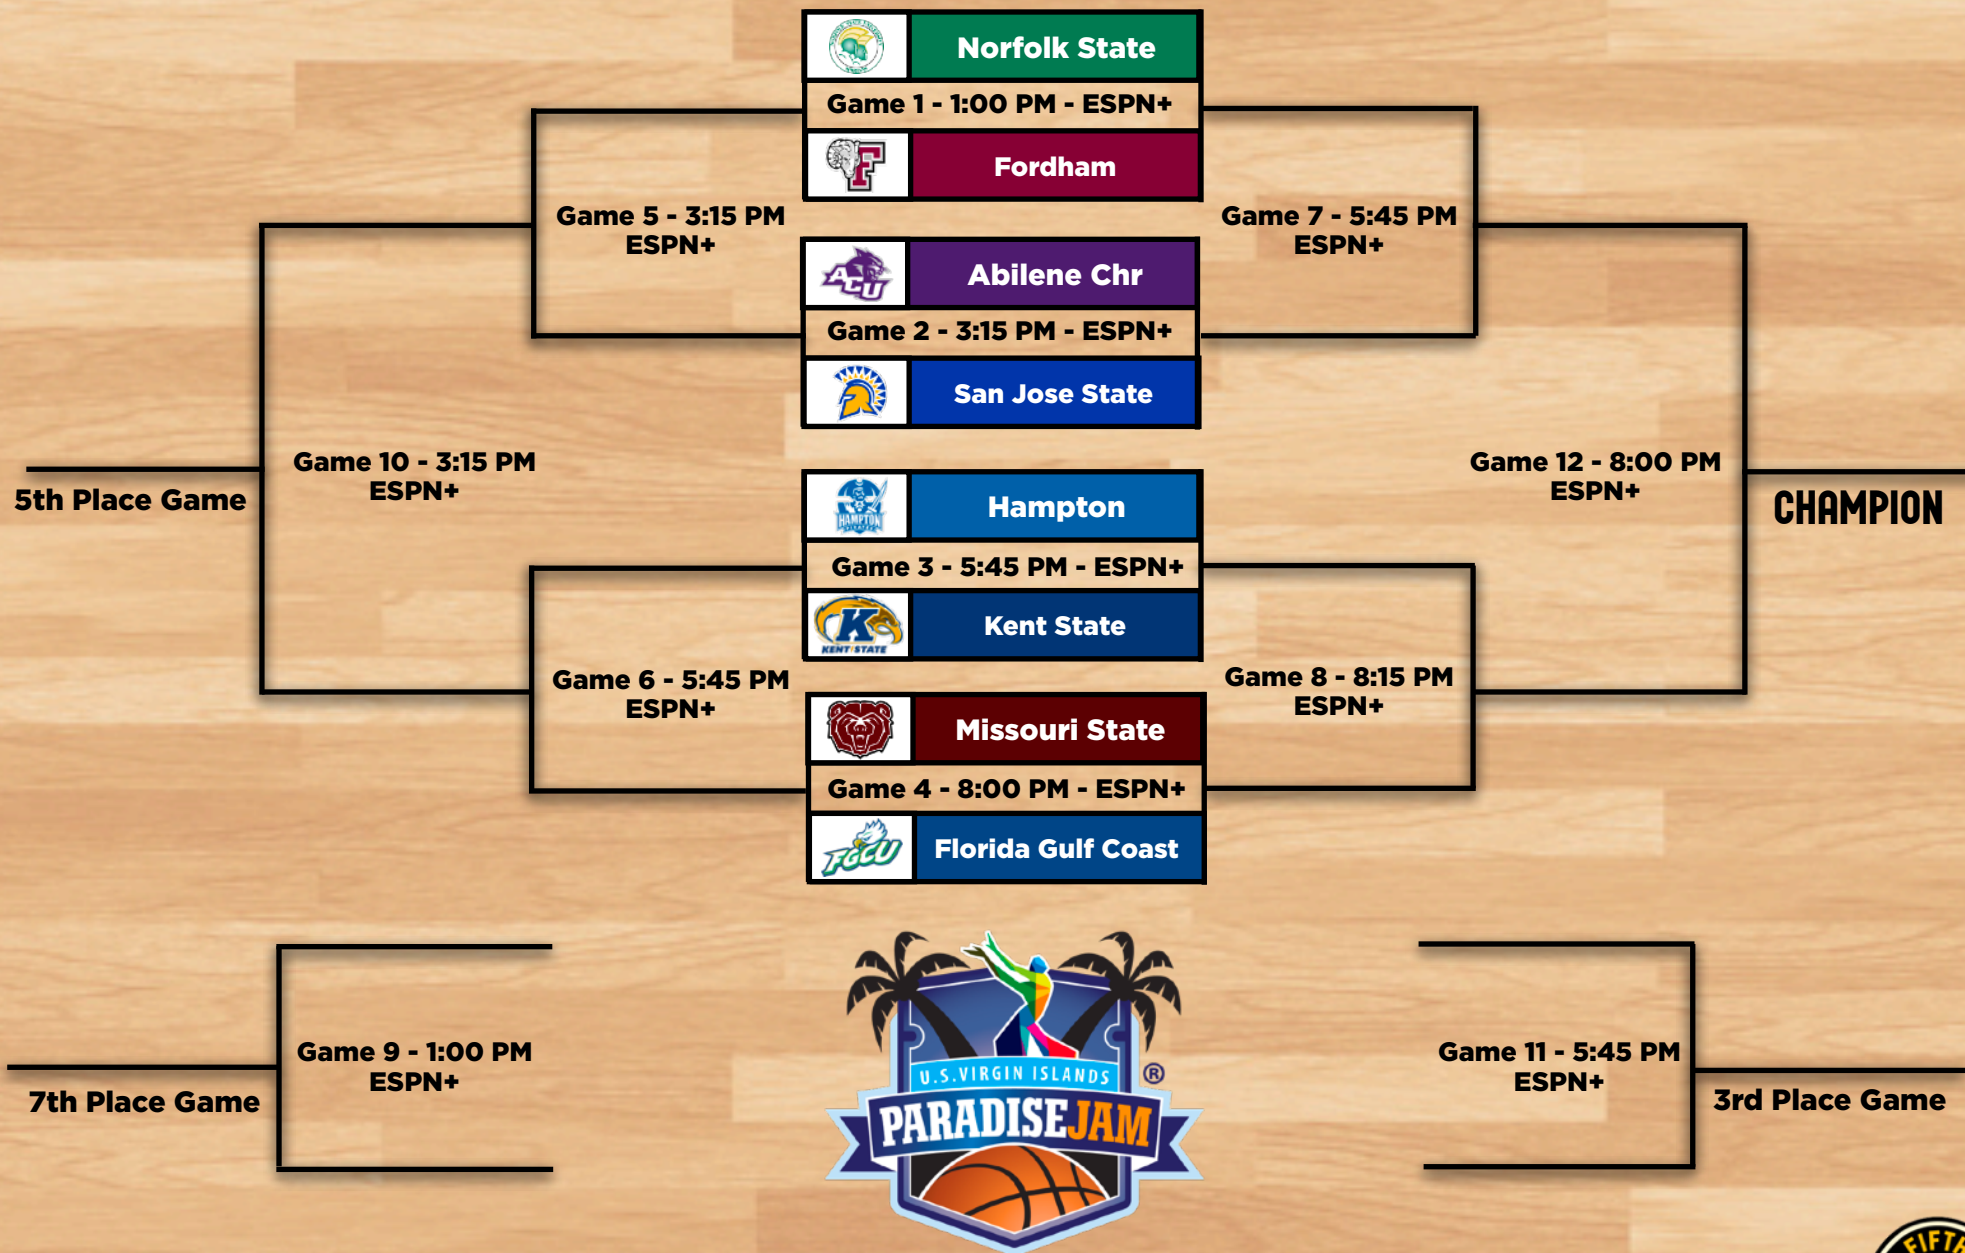 Norfolk State
Game 1 - 1:00 PM - ESPN+
F
Fordham
Game 5 - 3:15 PM
ESPN+
Game 7 - 5:45 PM
ESPN+
ACU
Abilene Chr
Game 2 - 3:15 PM - ESPN+
San Jose State
Game 10 - 3:15 PM
ESPN+
5th Place Game
Game 12 - 8:00 PM
ESPN+
CHAMPION
HAMPTON
Hampton
Game 3 - 5:45 PM - ESPN+
K
KENT STATE
Kent State
Game 6 - 5:45 PM
ESPN+
Game 8 - 8:15 PM
ESPN+
Missouri State
Game 4 - 8:00 PM - ESPN+
FGCU
Florida Gulf Coast
Game 9 - 1:00 PM
ESPN+
7th Place Game
U.S. VIRGIN ISLANDS ®
PARADISE JAM
Game 11 - 5:45 PM
ESPN+
3rd Place Game